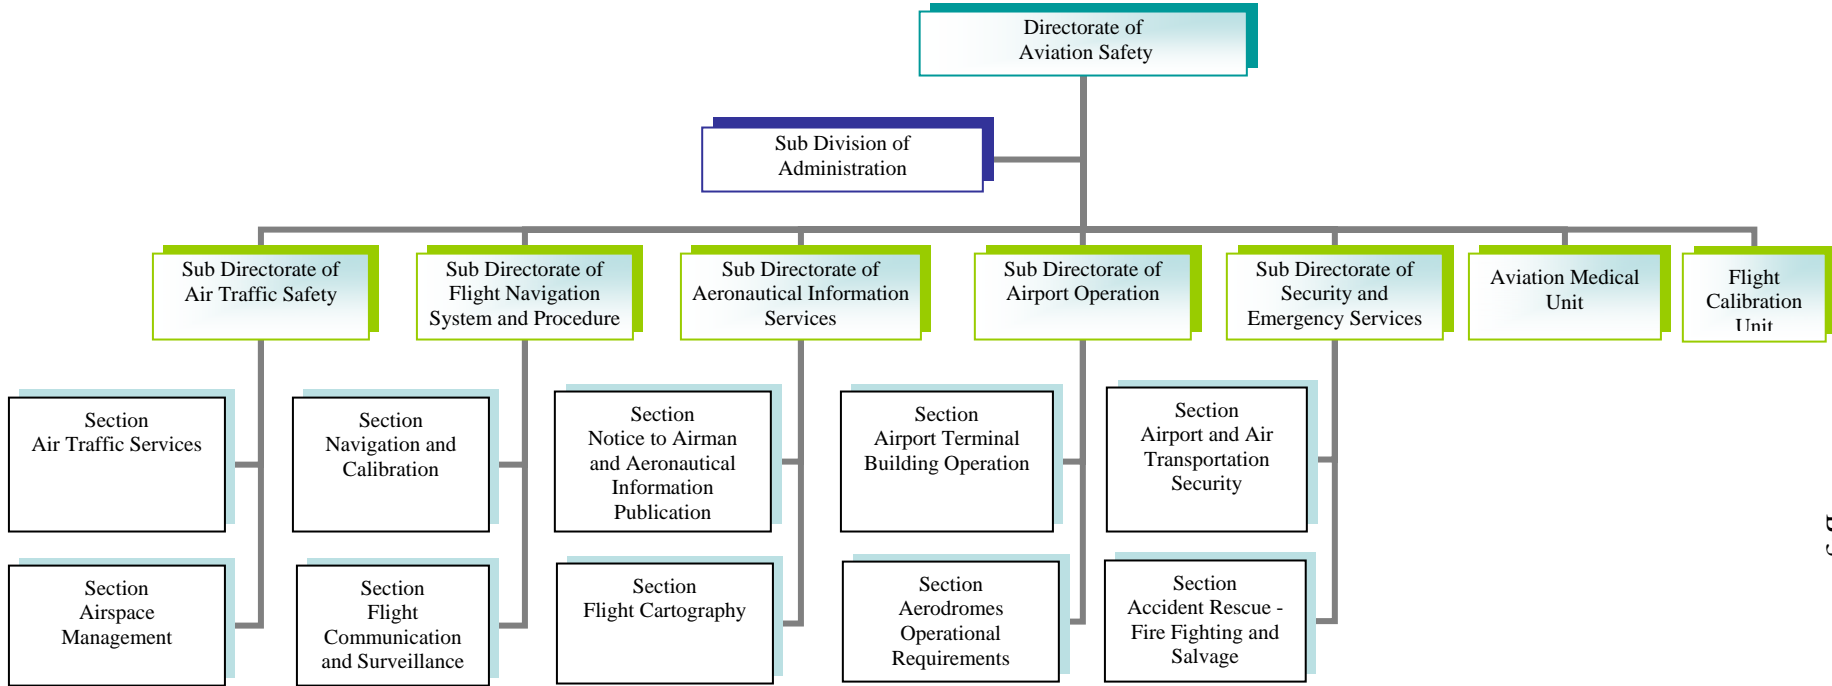 Directorate of
Aviation Safety
Sub Division of
Administration
Sub Directorate of
Air Traffic Safety
Sub Directorate of
Flight Navigation
System and Procedure
Sub Directorate of
Aeronautical Information
Services
Sub Directorate of
Airport Operation
Sub Directorate of
Security and
Emergency Services
Aviation Medical
Unit
Flight
Calibration
Unit
Section
Air Traffic Services
Section
Navigation and
Calibration
Section
Notice to Airman
and Aeronautical
Information
Publication
Section
Airport Terminal
Building Operation
Section
Airport and Air
Transportation
Security
Section
Airspace
Management
Section
Flight
Communication
and Surveillance
Section
Flight Cartography
Section
Aerodromes
Operational
Requirements
Section
Accident Rescue -
Fire Fighting and
Salvage